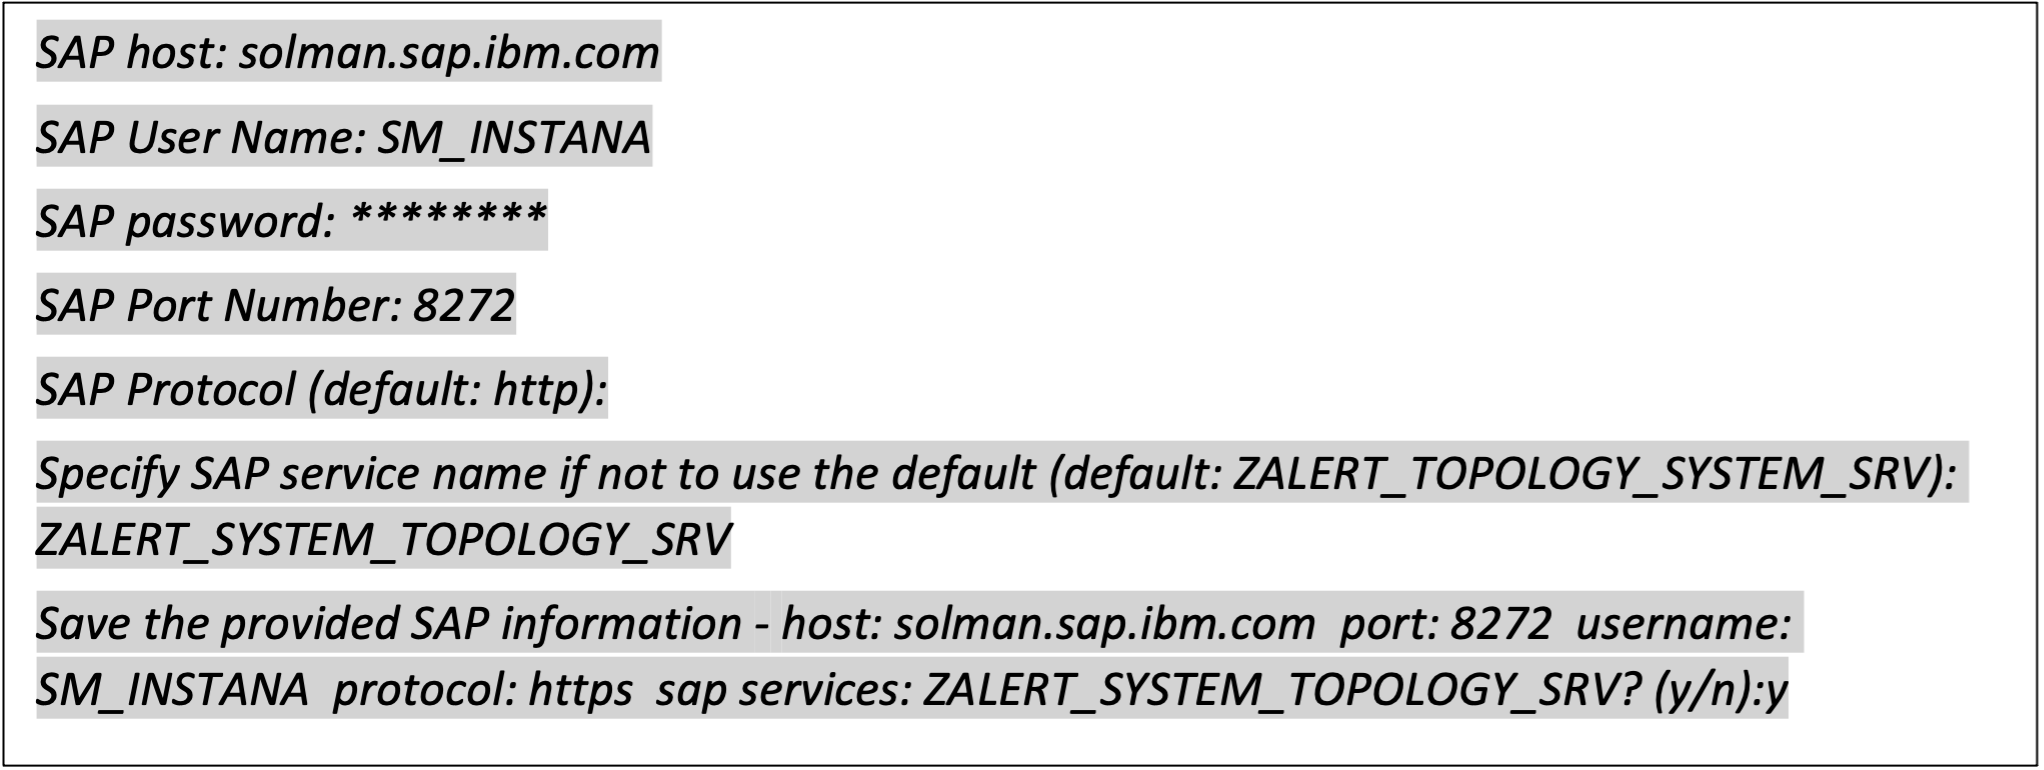 SAP host: solman.sap.ibm.com
SAP User Name: SM_INSTANA
SAP password: ********
SAP Port Number: 8272
SAP Protocol (default: http):
Specify SAP service name if not to use the default (default: ZALERT_TOPOLOGY_SYSTEM_SRV):
ZALERT_SYSTEM_TOPOLOGY_SRV
Save the provided SAP information - host: solman.sap.ibm.com  port: 8272  username:
SM_INSTANA  protocol: https  sap services: ZALERT_SYSTEM_TOPOLOGY_SRV? (y/n):y